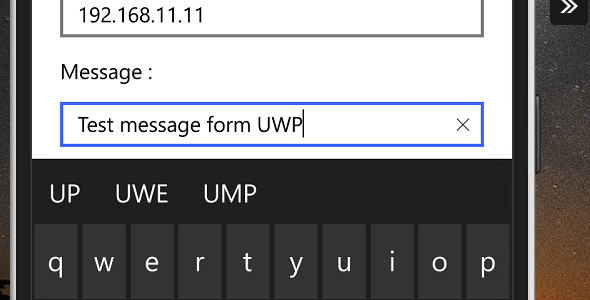 192.168.11.11
Message :
Test message form UWP
UP UWE UMP
q w e r t y u i o p